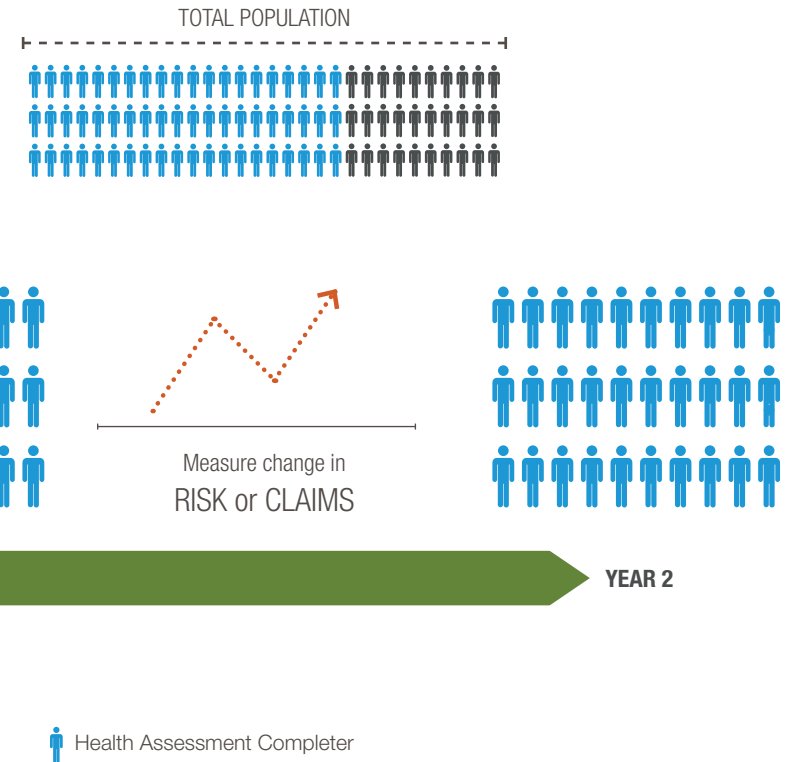 TOTAL POPULATION
Measure change in
RISK or CLAIMS
YEAR 2
Health Assessment Completer